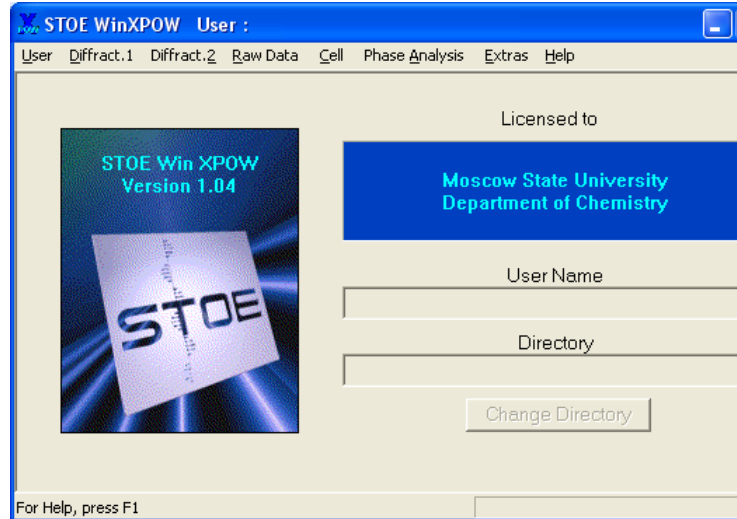 STOE WinXPOW User :
User Diffract.1 Diffract.2 Raw Data Cell Phase Analysis Extras Help
Licensed to
STOE Win XPOW
Version 1.04
Moscow State University
Department of Chemistry
STOE
User Name
Directory
Change Directory
For Help, press F1